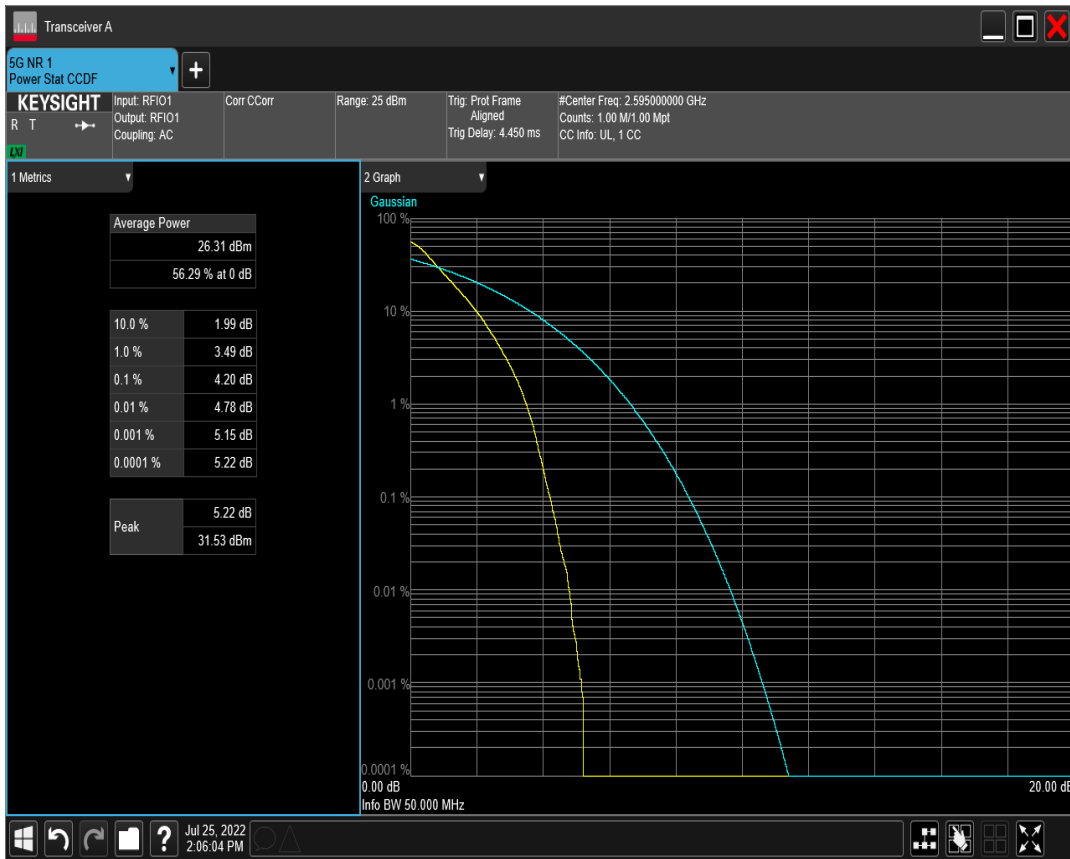 Transceiver A
5G NR 1
Power Stat CCDF
KEYSIGHT
R T
LXI
Input: RFIO1
Output: RFIO1
Coupling: AC
Corr CCorr
Range: 25 dBm
Trig: Prot Frame
Aligned
Trig Delay: 4.450 ms
#Center Freq: 2.595000000 GHz
Counts: 1.00 M/1.00 Mpt
CC Info: UL, 1 CC
1 Metrics
Average Power
26.31 dBm
56.29 % at 0 dB
10.0 % 1.99 dB
1.0 % 3.49 dB
0.1 % 4.20 dB
0.01 % 4.78 dB
0.001 % 5.15 dB
0.0001 % 5.22 dB
Peak
5.22 dB
31.53 dBm
2 Graph
Gaussian
100 %
10 %
1 %
0.1 %
0.01 %
0.001 %
0.0001 %
0.00 dB
20.00 dB
Info BW 50.000 MHz
?
Jul 25, 2022
2:06:04 PM